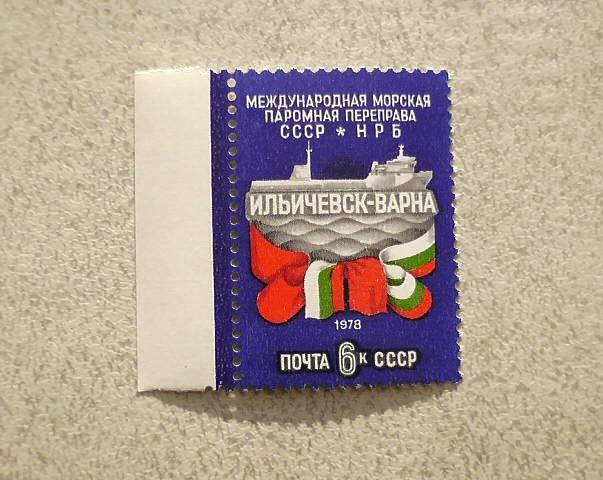 МЕЖДУНАРОДНАЯ МОРСКАЯ
ПАРОМНАЯ ПЕРЕПРАВА
СССР * НРБ
ИЛЬИЧЕВСК-ВАРНА
1978
ПОЧТА 6К СССР